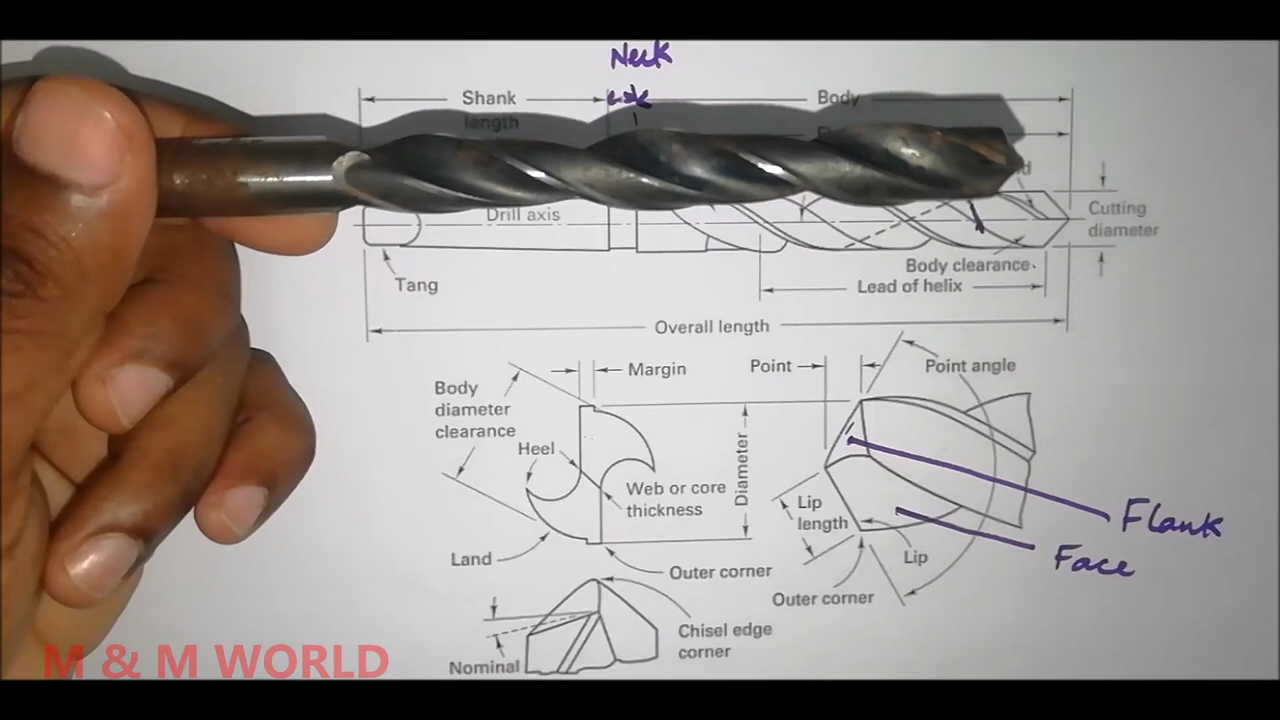 Neck
Shank
length
Body
Drill axis
Cutting
diameter
Tang
Body clearance
Lead of helix
Overall length
Margin
Point
Point angle
Body
diameter
clearance
Heel
Diameter
Web or core
thickness
Lip
length
Flank
Face
Land
Lip
Outer corner
Outer corner
Chisel edge
corner
Nominal
M & M WORLD